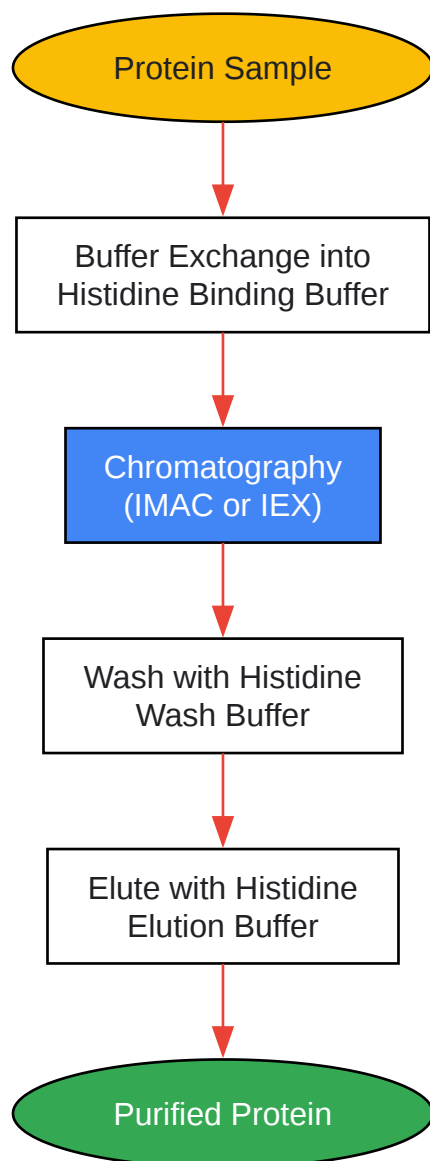 Protein Sample
Buffer Exchange into
Histidine Binding Buffer
Chromatography
(IMAC or IEX)
Wash with Histidine
Wash Buffer
Elute with Histidine
Elution Buffer
Purified Protein